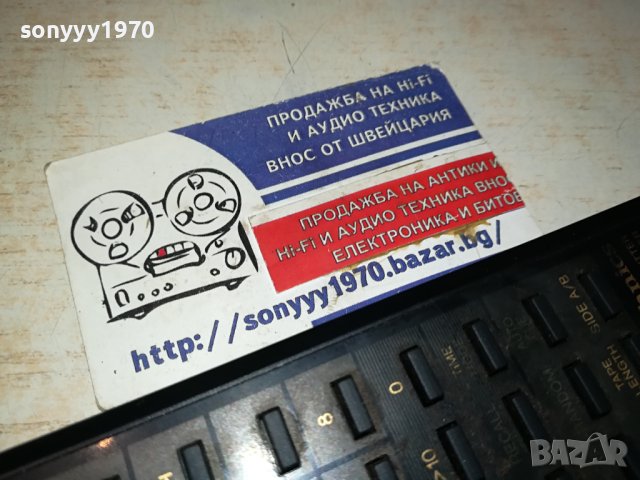 sonyyy1970
ПРОДАЖБА НА Hi-Fi
И АУДИО ТЕХНИКА
ВНОС ОТ ШВЕЙЦАРИЯ
ПРОДАЖБА НА АНТИКИ И
Hi-Fi И АУДИО ТЕХНИКА ВНО
ЕЛЕКТРОНИКА-И БИТОВ
http://sonyyy1970.bazar.bg/
SIDE A/B
TAPE
LENGTH
TIME
RECALL
RANDOM
8
0
>10
BAZAR
sonyyy1970